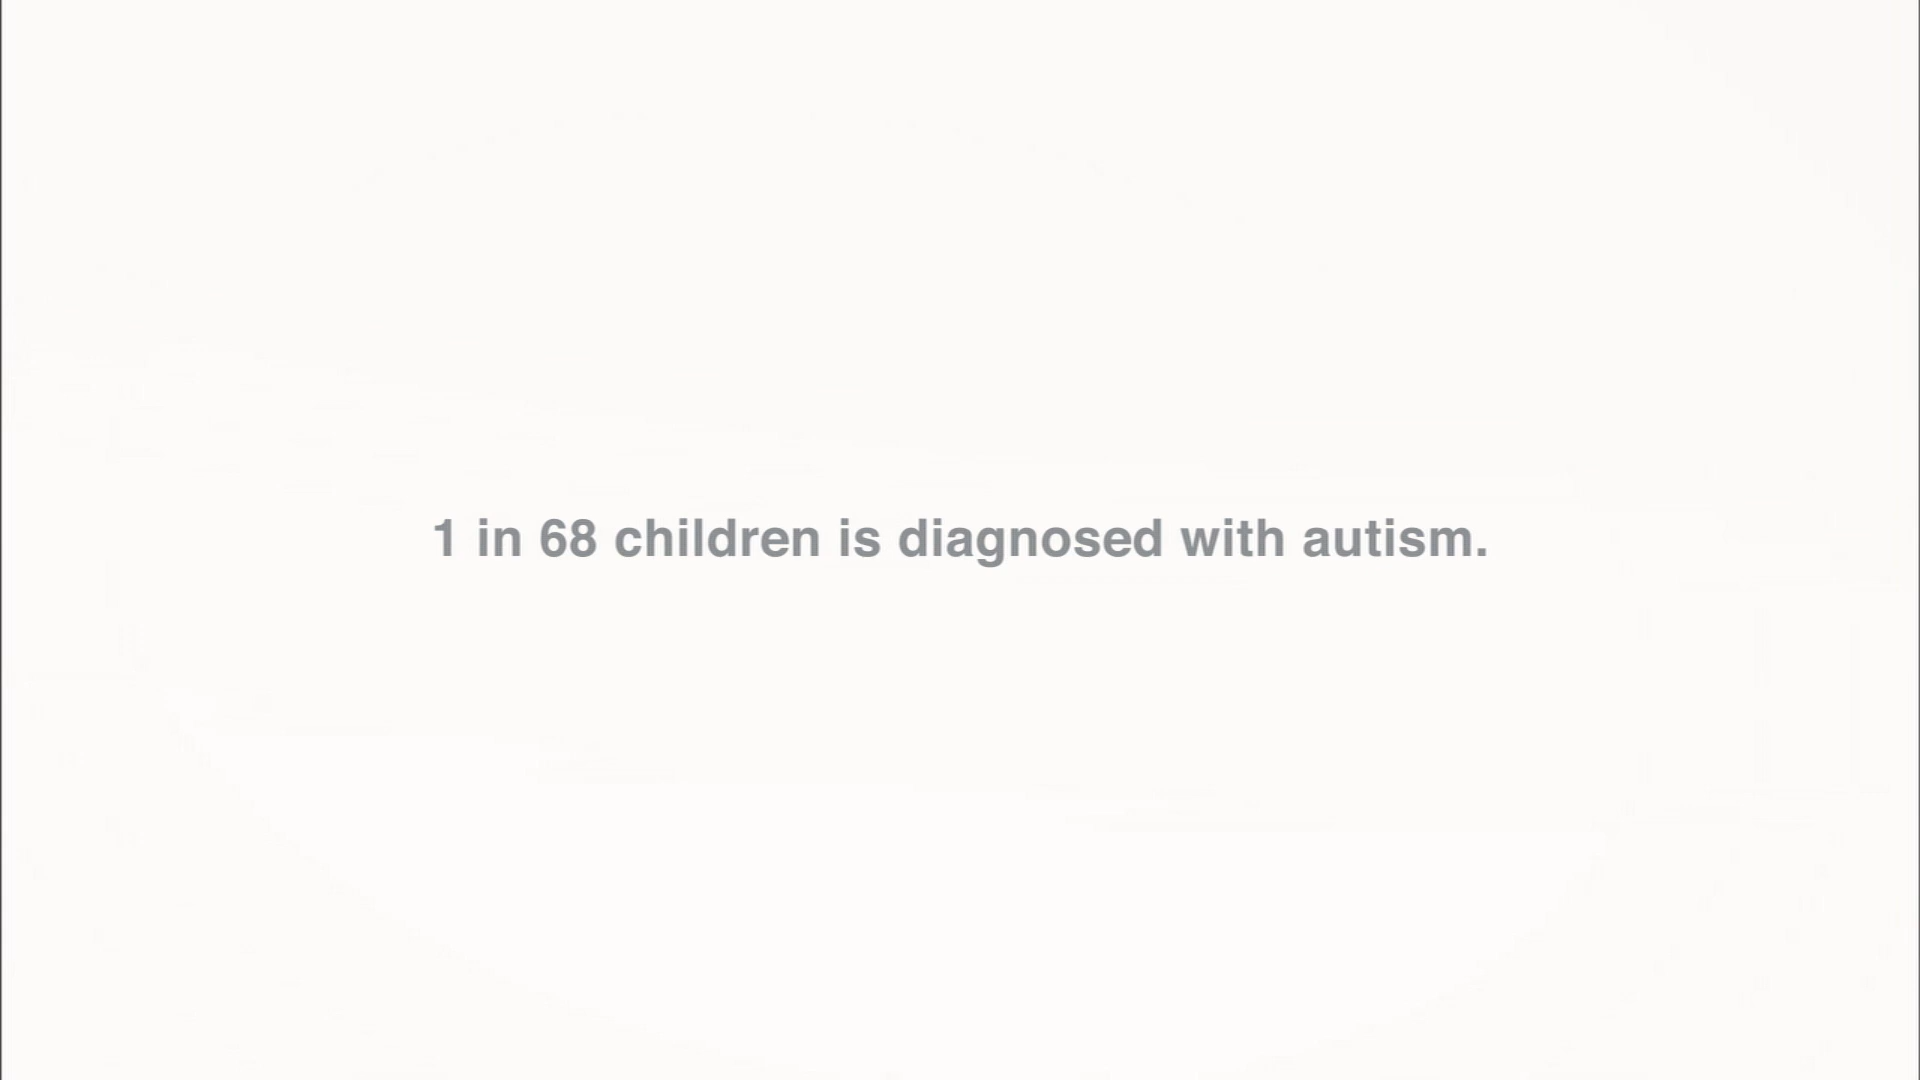 1 in 68 children is diagnosed with autism.